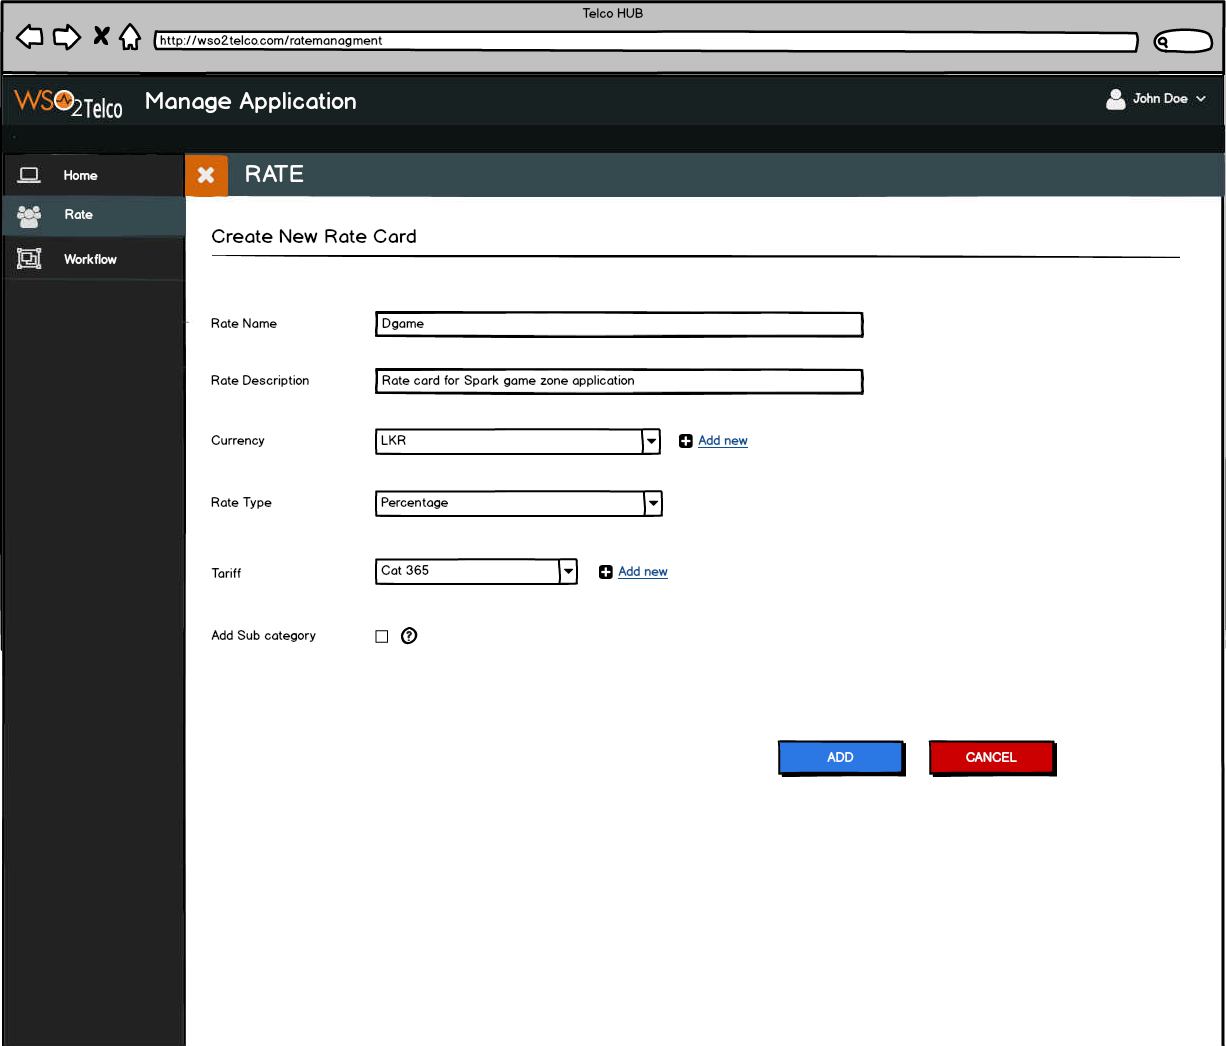 Telco HUB
http://wso2telco.com/ratemanagment
WSO2Telco
Manage Application
John Doe
Home
RATE
Rate
Workflow
Create New Rate Card
Rate Name
Dgame
Rate Description
Rate card for Spark game zone application
Currency
LKR
Add new
Rate Type
Percentage
Tariff
Cat 365
Add new
Add Sub category
?
ADD
CANCEL